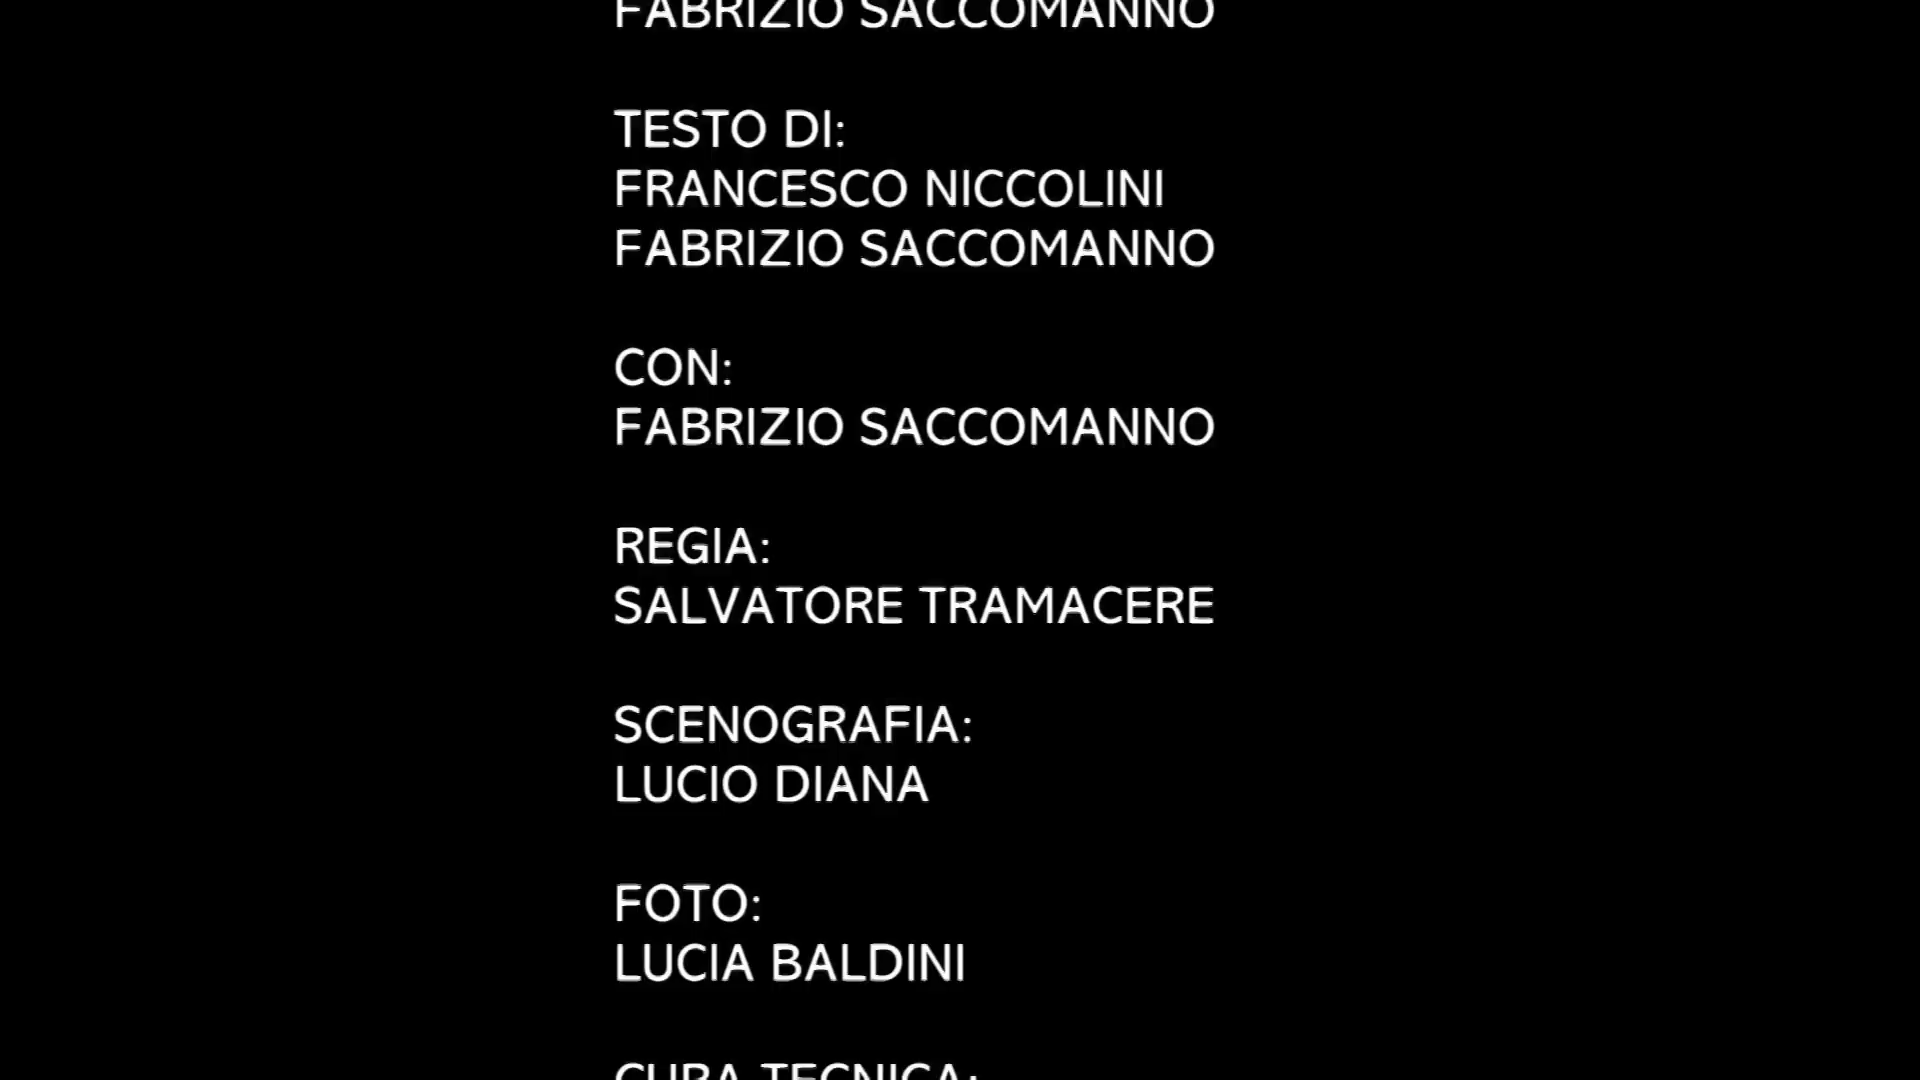 FABRIZIO SACCOMANNO
TESTO DI:
FRANCESCO NICCOLINI
FABRIZIO SACCOMANNO
CON:
FABRIZIO SACCOMANNO
REGIA:
SALVATORE TRAMACERE
SCENOGRAFIA:
LUCIO DIANA
FOTO:
LUCIA BALDINI
CURA TECNICA: